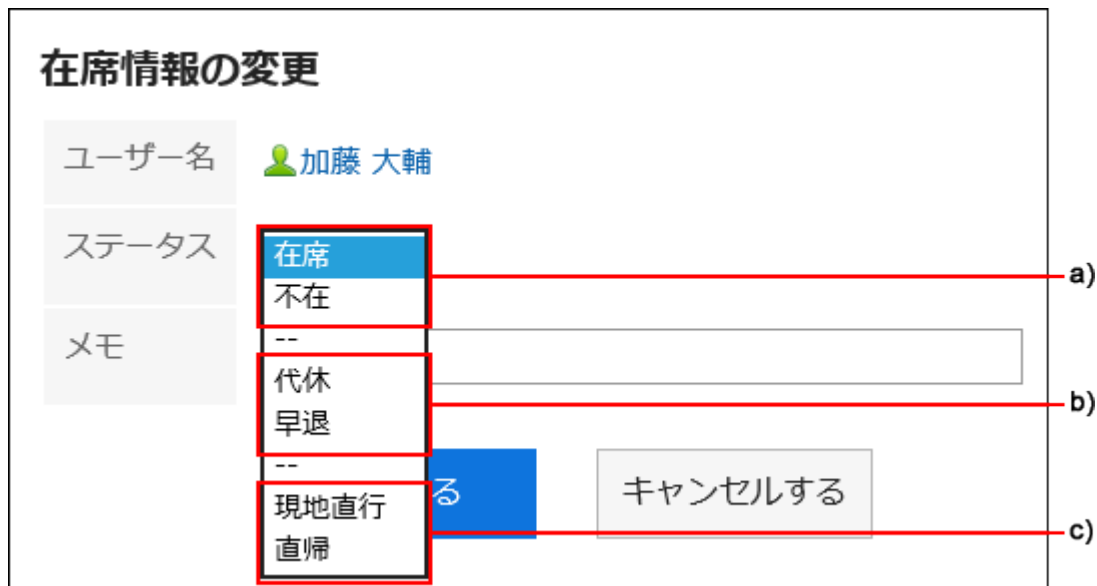 在席情報の変更
ユーザー名 加藤 大輔
ステータス
在席
不在
a)
--
メモ
代休
早退
b)
--
る
キャンセルする
現地直行
直帰
c)